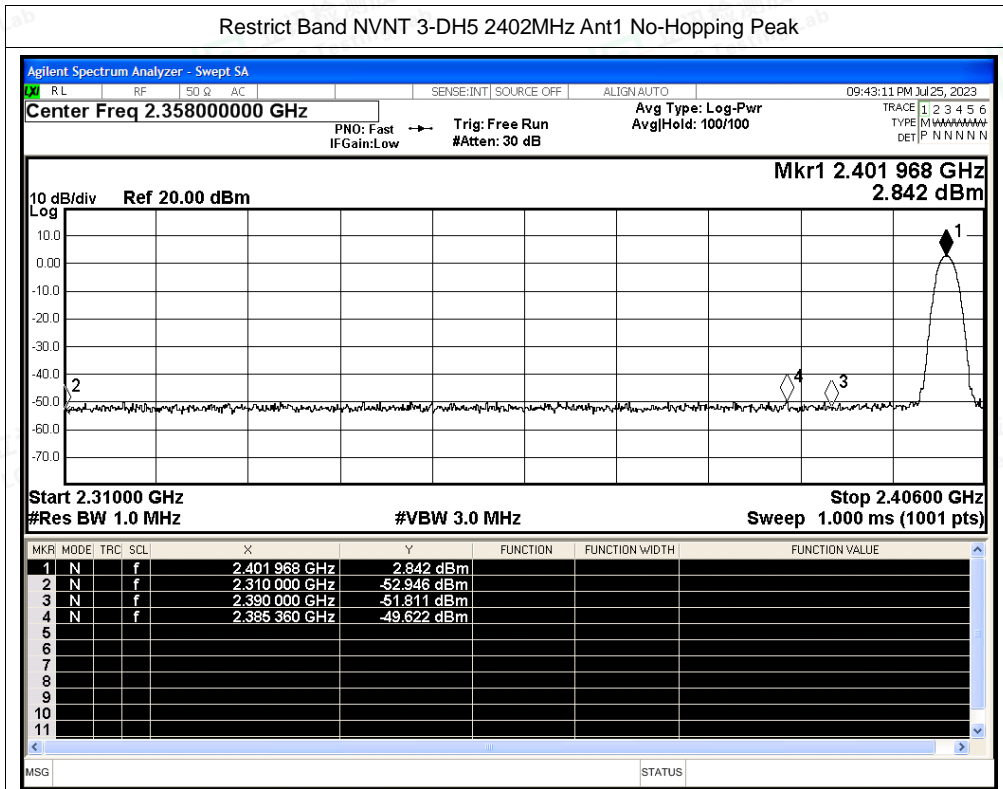 Restrict Band NVNT 3-DH5 2402MHz Ant1 No-Hopping Peak
Agilent Spectrum Analyzer - Swept SA
LXI RL RF 50 Ω AC SENSE:INT SOURCE OFF ALIGN AUTO 09:43:11 PM Jul 25, 2023
Center Freq 2.358000000 GHz
PNO: Fast
IFGain:Low
Trig: Free Run
#Atten: 30 dB
Avg Type: Log-Pwr
Avg|Hold: 100/100
TRACE 1 2 3 4 5 6
TYPE M
DET P N N N N N
Mkr1 2.401 968 GHz
2.842 dBm
10 dB/div Ref 20.00 dBm
Log
10.0
0.00
-10.0
-20.0
-30.0
-40.0
-50.0
-60.0
-70.0
1
2
4
3
Start 2.31000 GHz
Stop 2.40600 GHz
#Res BW 1.0 MHz
#VBW 3.0 MHz
Sweep 1.000 ms (1001 pts)
MKR MODE TRC SCL X Y FUNCTION FUNCTION WIDTH FUNCTION VALUE
1 N f 2.401 968 GHz 2.842 dBm
2 N f 2.310 000 GHz -52.946 dBm
3 N f 2.390 000 GHz -51.811 dBm
4 N f 2.385 360 GHz -49.622 dBm
5
6
7
8
9
10
11
MSG
STATUS